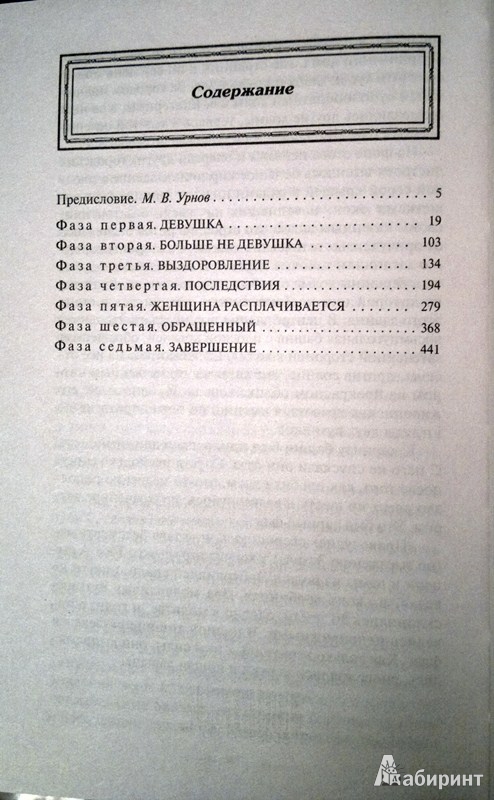 Содержание
Предисловие. М. В. Урнов . . . . . . . . . . . . . . . . . . . . . . . . . . . 5
Фаза первая. ДЕВУШКА . . . . . . . . . . . . . . . . . . . . . . . . . . 19
Фаза вторая. БОЛЬШЕ НЕ ДЕВУШКА . . . . . . . . . . . . . . . . 103
Фаза третья. ВЫЗДОРОВЛЕНИЕ . . . . . . . . . . . . . . . . . . . . 134
Фаза четвертая. ПОСЛЕДСТВИЯ . . . . . . . . . . . . . . . . . . . 194
Фаза пятая. ЖЕНЩИНА РАСПЛАЧИВАЕТСЯ . . . . . . . . 279
Фаза шестая. ОБРАЩЕННЫЙ . . . . . . . . . . . . . . . . . . . . . . 368
Фаза седьмая. ЗАВЕРШЕНИЕ . . . . . . . . . . . . . . . . . . . . . . 441
Лабиринт